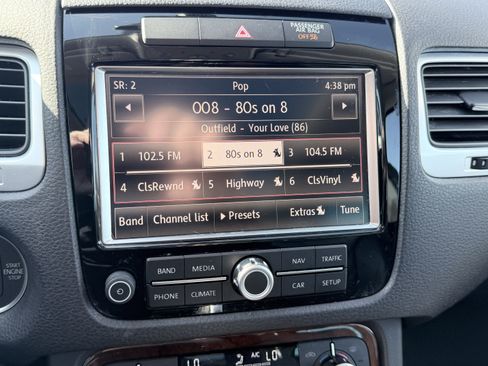 PASSENGER
AIR BAG
OFF
SR: 2 Pop 4:38 pm
008 - 80s on 8
Outfield - Your Love (86)
1 102.5 FM 2 80s on 8 3 104.5 FM
4 ClsRewnd 5 Highway 6 ClsVinyl
Band Channel list Presets Extras Tune
BAND MEDIA NAV TRAFFIC
PHONE CLIMATE CAR SETUP
START
ENGINE
STOP
LO A/C LO